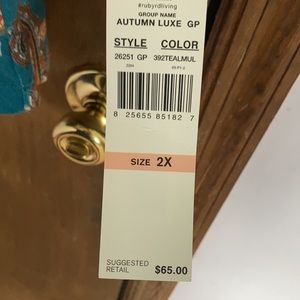 #rubyrdliving
GROUP NAME
AUTUMN LUXE GP
STYLE COLOR
26251 GP 392TEALMUL
8 25655 85182 7
SIZE 2X
SUGGESTED
RETAIL $65.00